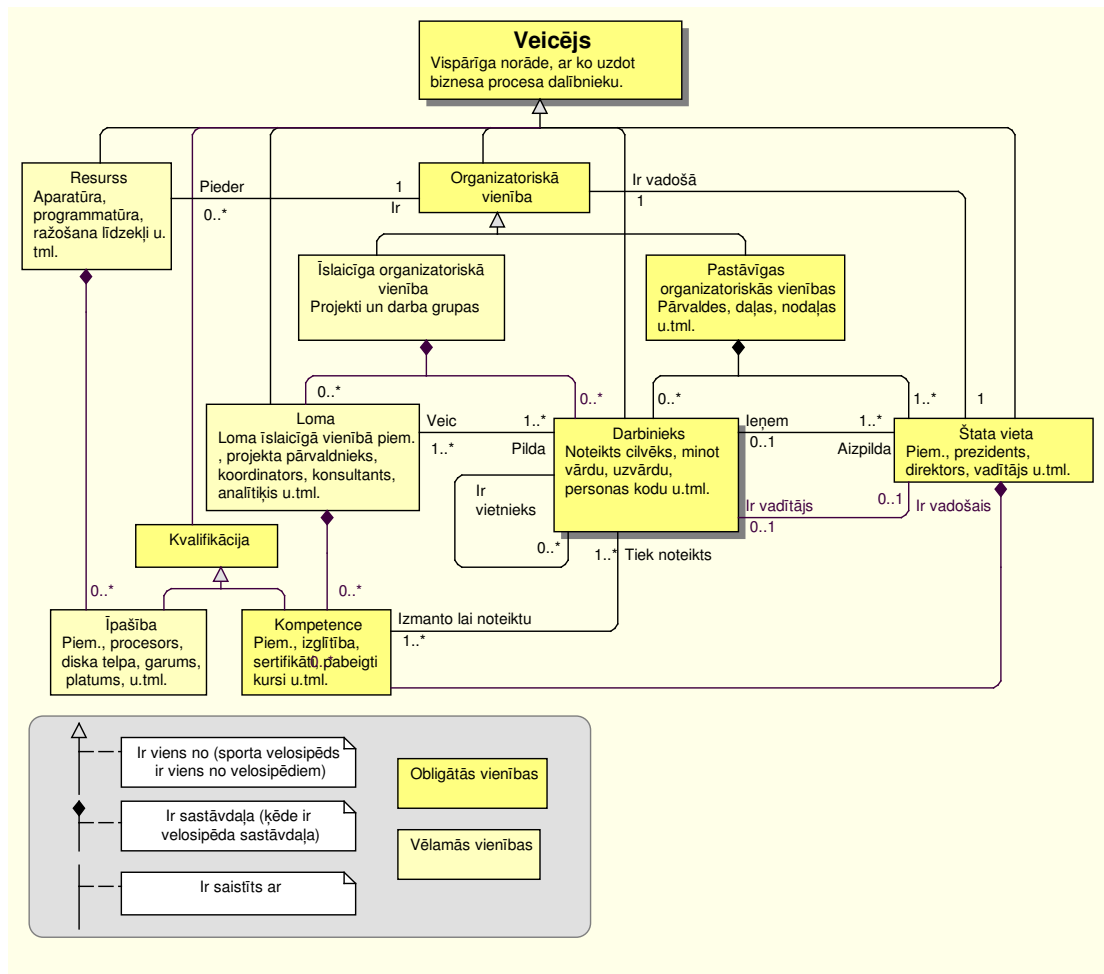 Veicējs
Vispārīga norāde, ar ko uzdot
biznesa procesa dalībnieku.
Resurss
Aparatūra,
programmatūra,
ražošana līdzekļi u.
tml.
Pieder
0..*
1
Ir
Organizatoriskā
vienība
Ir vadošā
1
Īslaicīga organizatoriskā
vienība
Projekti un darba grupas
Pastāvīgas
organizatoriskās vienības
Pārvaldes, daļas, nodaļas
u.tml.
0..*
0..*
0..*
1..*
1
Loma
Loma īslaicīgā vienībā piem.
, projekta pārvaldnieks,
koordinators, konsultants,
analītiķis u.tml.
Veic
1..*
1..*
Pilda
Darbinieks
Noteikts cilvēks, minot
vārdu, uzvārdu,
personas kodu u.tml.
Ieņem
0..1
1..*
Aizpilda
Štata vieta
Piem., prezidents,
direktors, vadītājs u.tml.
Ir vadītājs
0..1
0..1
Ir vadošais
Ir
vietnieks
0..*
1..*
Tiek noteikts
Kvalifikācija
0..*
0..*
Īpašība
Piem., procesors,
diska telpa, garums,
platums, u.tml.
Kompetence
Piem., izglītība,
sertifikāti, pabeigti
kursi u.tml.
0..*
Izmanto lai noteiktu
1..*
Ir viens no (sporta velosipēds
ir viens no velosipēdiem)
Ir sastāvdaļa (ķēde ir
velosipēda sastāvdaļa)
Ir saistīts ar
Obligātās vienības
Vēlamās vienības